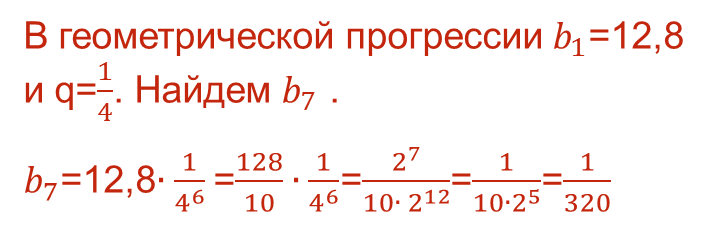 В геометрической прогрессии b₁=12,8
и q=1/4. Найдем b₇ .
b₇=12,8· 1/4⁶ =128/10 · 1/4⁶=2⁷/10· 2¹²=1/10·2⁵=1/320